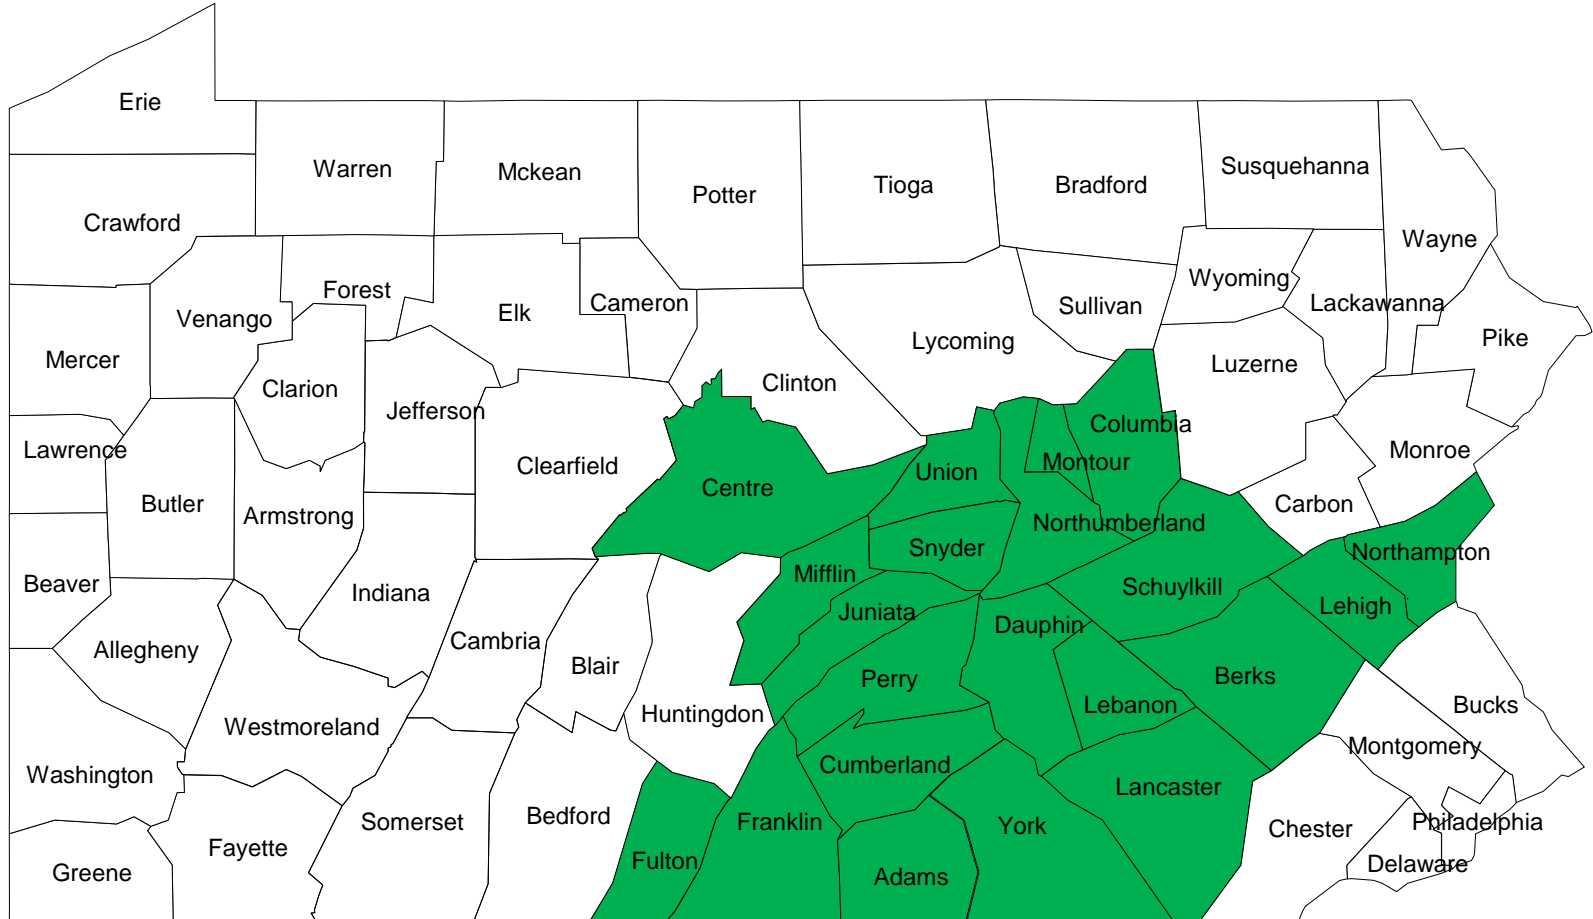 Erie
Warren
Mckean
Potter
Tioga
Bradford
Susquehanna
Crawford
Wayne
Venango
Forest
Elk
Cameron
Wyoming
Sullivan
Lackawanna
Mercer
Lycoming
Pike
Clarion
Jefferson
Clinton
Luzerne
Lawrence
Columbia
Monroe
Butler
Armstrong
Clearfield
Centre
Union
Montour
Carbon
Northumberland
Snyder
Northampton
Beaver
Indiana
Mifflin
Schuylkill
Lehigh
Juniata
Dauphin
Allegheny
Cambria
Blair
Perry
Berks
Lebanon
Bucks
Westmoreland
Huntingdon
Montgomery
Washington
Cumberland
Lancaster
Somerset
Bedford
Franklin
York
Chester
Philadelphia
Fayette
Fulton
Delaware
Greene
Adams